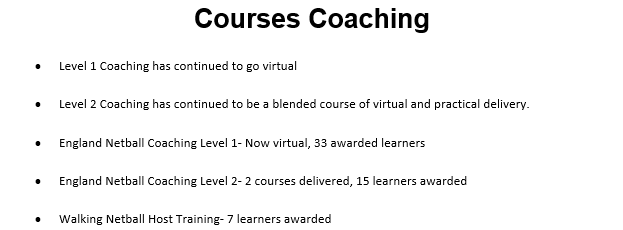 Courses Coaching
• Level 1 Coaching has continued to go virtual
• Level 2 Coaching has continued to be a blended course of virtual and practical delivery.
• England Netball Coaching Level 1- Now virtual, 33 awarded learners
• England Netball Coaching Level 2- 2 courses delivered, 15 learners awarded
• Walking Netball Host Training- 7 learners awarded